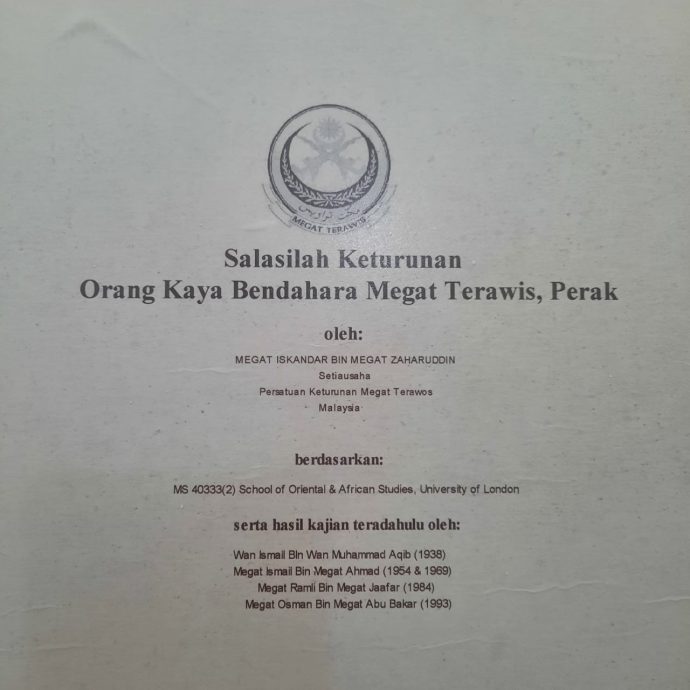 ميݢت تراويس
MEGAT TERAWIS
Salasilah Keturunan
Orang Kaya Bendahara Megat Terawis, Perak
oleh:
MEGAT ISKANDAR BIN MEGAT ZAHARUDDIN
Setiausaha
Persatuan Keturunan Megat Terawos
Malaysia
berdasarkan:
MS 40333(2) School of Oriental & African Studies, University of London
serta hasil kajian teradahulu oleh:
Wan Ismail Bin Wan Muhammad Aqib (1938)
Megat Ismail Bin Megat Ahmad (1954 & 1969)
Megat Ramli Bin Megat Jaafar (1984)
Megat Osman Bin Megat Abu Bakar (1993)